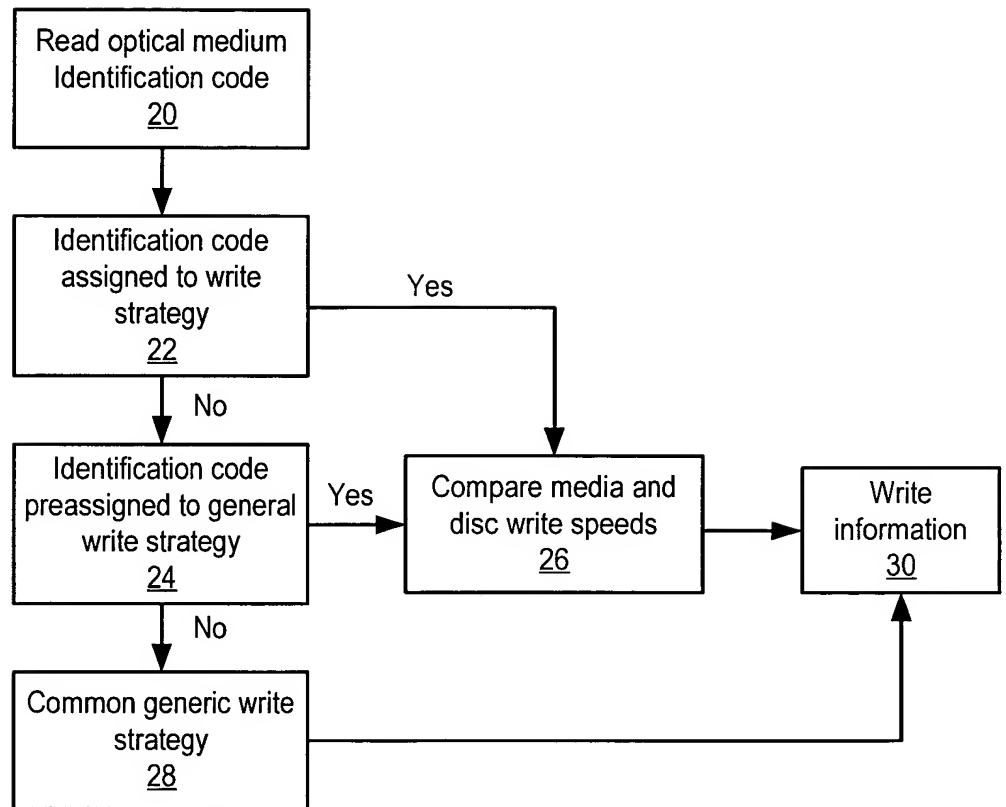 Read optical medium
Identification code
20
Identification code
assigned to write
strategy
22
Yes
No
Identification code
preassigned to general
write strategy
24
Yes
Compare media and
disc write speeds
26
Write
information
30
No
Common generic write
strategy
28